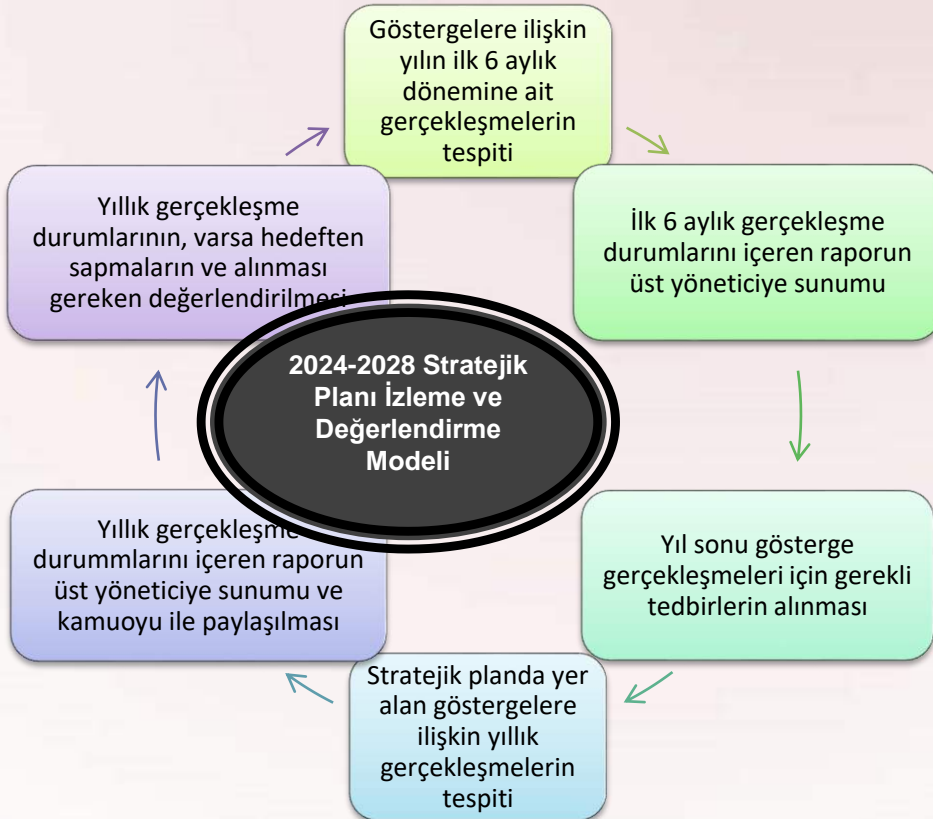 Göstergelere ilişkin
yılın ilk 6 aylık
dönemine ait
gerçekleşmelerin
tespiti
İlk 6 aylık gerçekleşme
durumlarını içeren raporun
üst yöneticiye sunumu
Yıl sonu gösterge
gerçekleşmeleri için gerekli
tedbirlerin alınması
Stratejik planda yer
alan göstergelere
ilişkin yıllık
gerçekleşmelerin
tespiti
Yıllık gerçekleşme
durummlarını içeren raporun
üst yöneticiye sunumu ve
kamuoyu ile paylaşılması
Yıllık gerçekleşme
durumlarının, varsa hedeften
sapmaların ve alınması
gereken değerlendirilmesi
2024-2028 Stratejik
Planı İzleme ve
Değerlendirme
Modeli